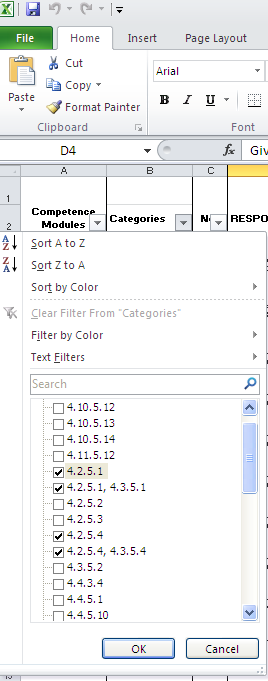 File Home Insert Page Layout
Cut
Copy
Format Painter
Paste
Clipboard
Arial
B I U
Font
D4 fx Giv
A B C
1
2
Competence Modules Categories RESPO
Sort A to Z
Sort Z to A
Sort by Color
Clear Filter From "Categories"
Filter by Color
Text Filters
Search
4.10.5.12
4.10.5.13
4.10.5.14
4.11.5.12
4.2.5.1
4.2.5.1, 4.3.5.1
4.2.5.2
4.2.5.3
4.2.5.4
4.2.5.4, 4.3.5.4
4.3.5.2
4.4.3.4
4.4.5.1
4.4.5.10
OK Cancel